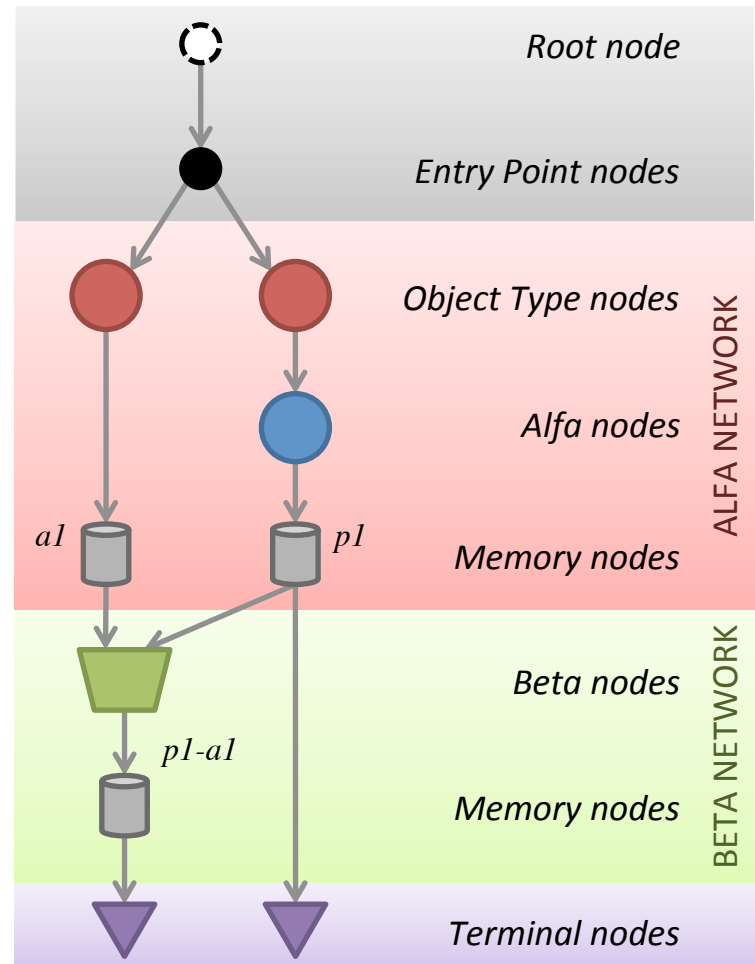 Root node
Entry Point nodes
Object Type nodes
Alfa nodes
a1
p1
Memory nodes
ALFA NETWORK
Beta nodes
p1-a1
Memory nodes
BETA NETWORK
Terminal nodes